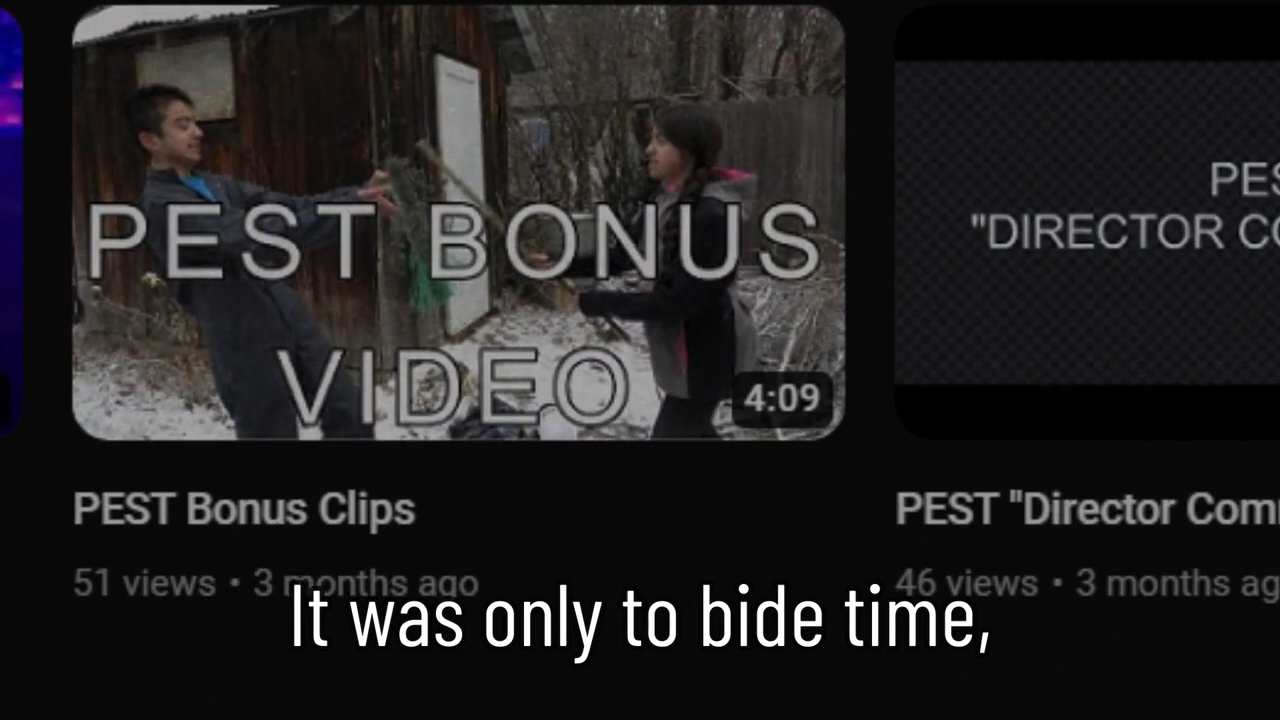 PEST BONUS
VIDEO
4:09
PES
"DIRECTOR CO
PEST Bonus Clips
51 views • 3 months ago
PEST "Director Com
46 views • 3 months ag
It was only to bide time,